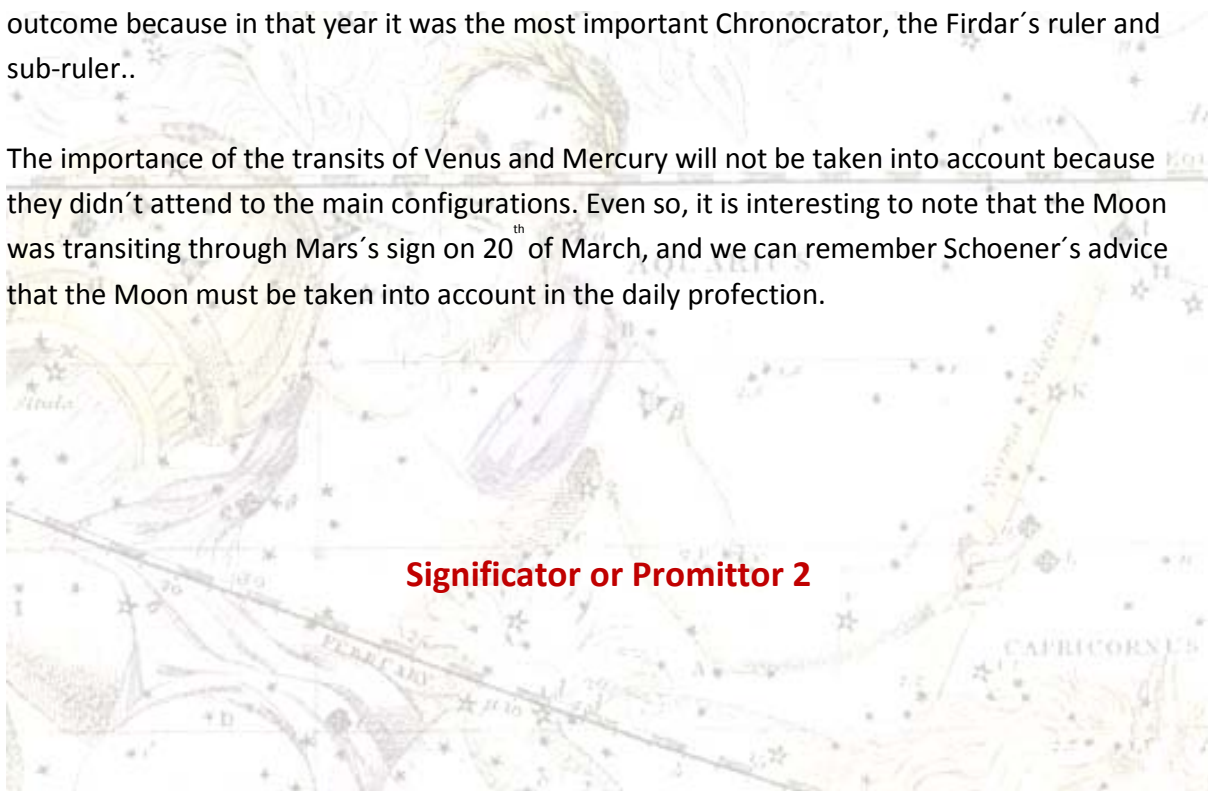 outcome because in that year it was the most important Chronocrator, the Firdar´s ruler and
sub-ruler..
The importance of the transits of Venus and Mercury will not be taken into account because
they didn´t attend to the main configurations. Even so, it is interesting to note that the Moon
was transiting through Mars´s sign on 20th of March, and we can remember Schoener´s advice
AQUARIUS
that the Moon must be taken into account in the daily profection.
Significator or Promittor 2
CAPRICORNUS